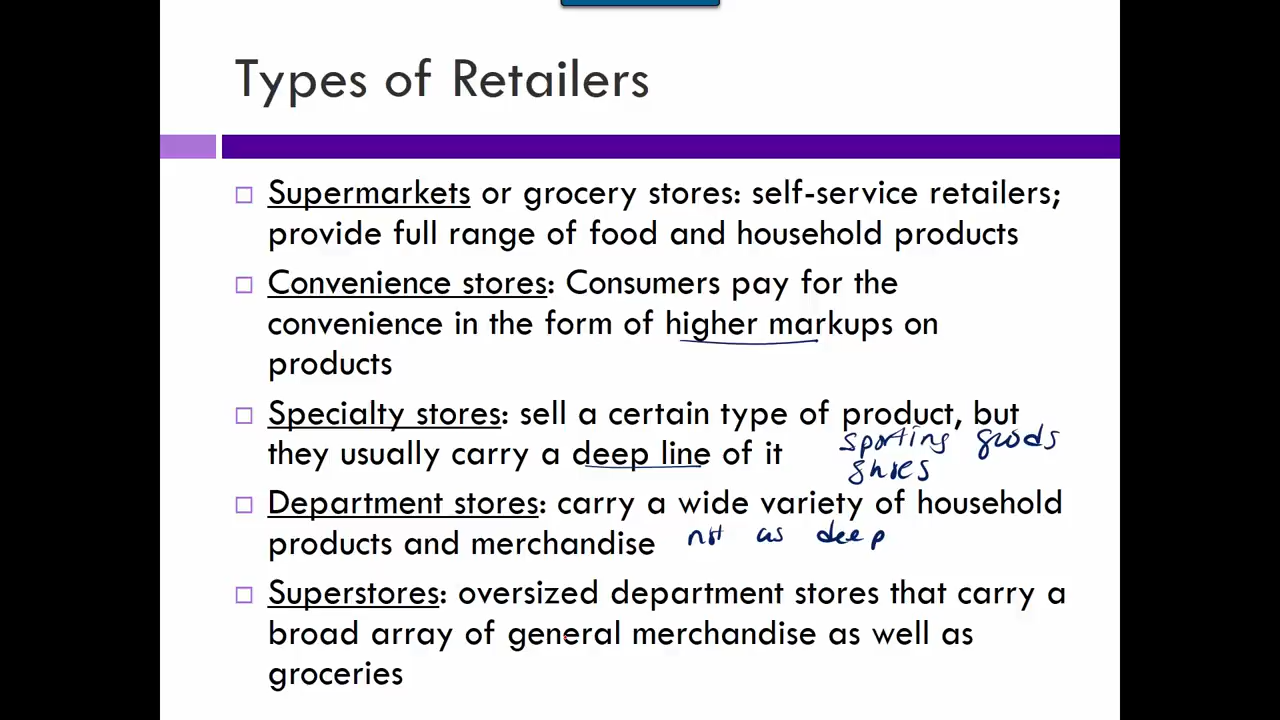 Types of Retailers
Supermarkets or grocery stores: self-service retailers;
provide full range of food and household products
Convenience stores: Consumers pay for the
convenience in the form of higher markups on
products
Specialty stores: sell a certain type of product, but
they usually carry a deep line of it
sporting goods
shoes
Department stores: carry a wide variety of household
products and merchandise
not as deep
Superstores: oversized department stores that carry a
broad array of general merchandise as well as
groceries